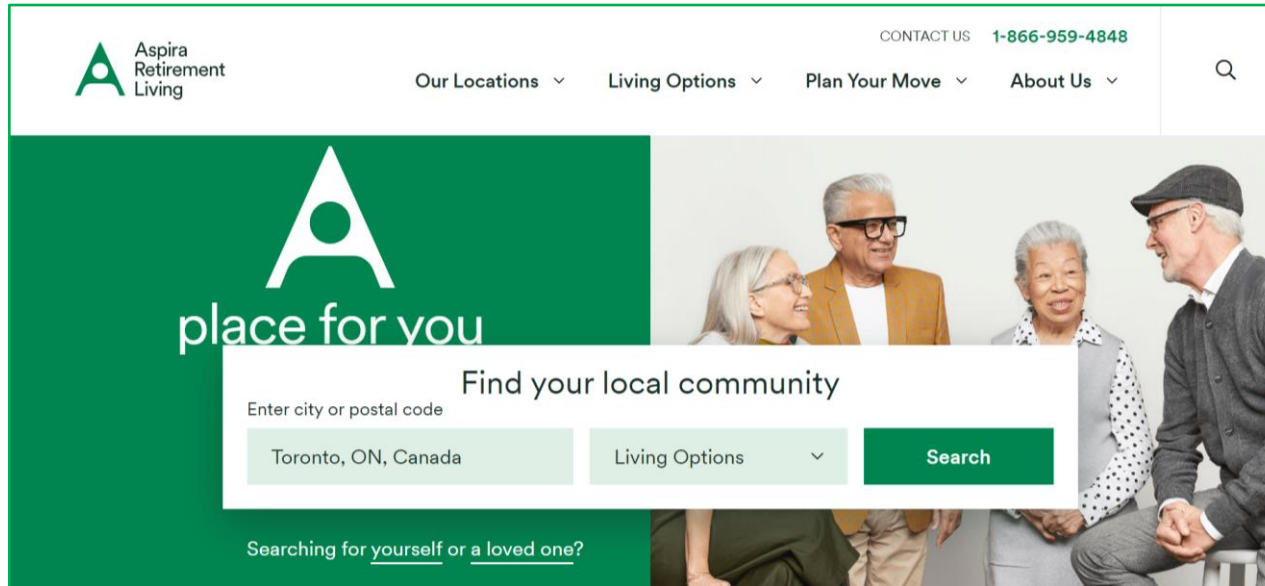 Aspira
Retirement
Living
CONTACT US 1-866-959-4848
Our Locations Living Options Plan Your Move About Us
place for you
Find your local community
Enter city or postal code
Toronto, ON, Canada Living Options Search
Searching for yourself or a loved one?